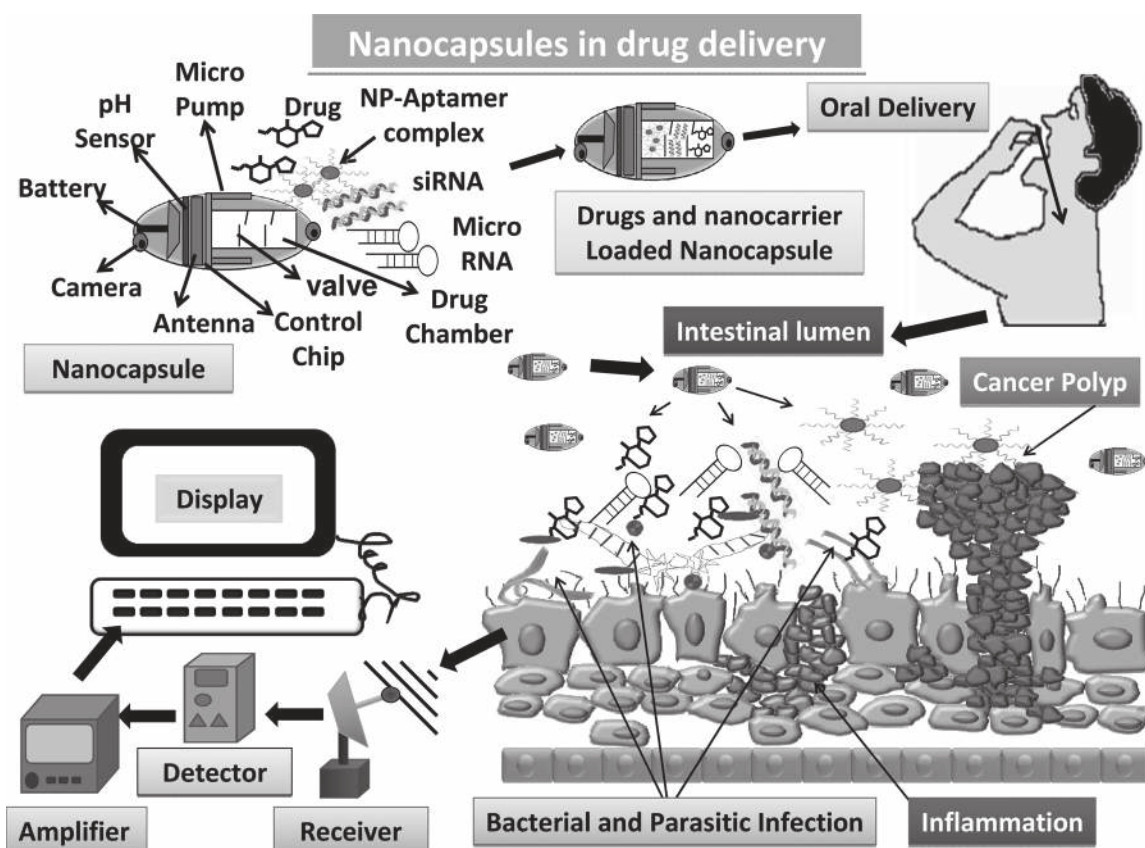 Nanocapsules in drug delivery
Micro
Pump
pH
Sensor
Drug
NP-Aptamer
complex
Oral Delivery
Battery
siRNA
Drugs and nanocarrier
Loaded Nanocapsule
Micro
RNA
Camera
valve
Antenna
Control
Chip
Drug
Chamber
Nanocapsule
Intestinal lumen
Cancer Polyp
Display
Detector
Amplifier
Receiver
Bacterial and Parasitic Infection
Inflammation